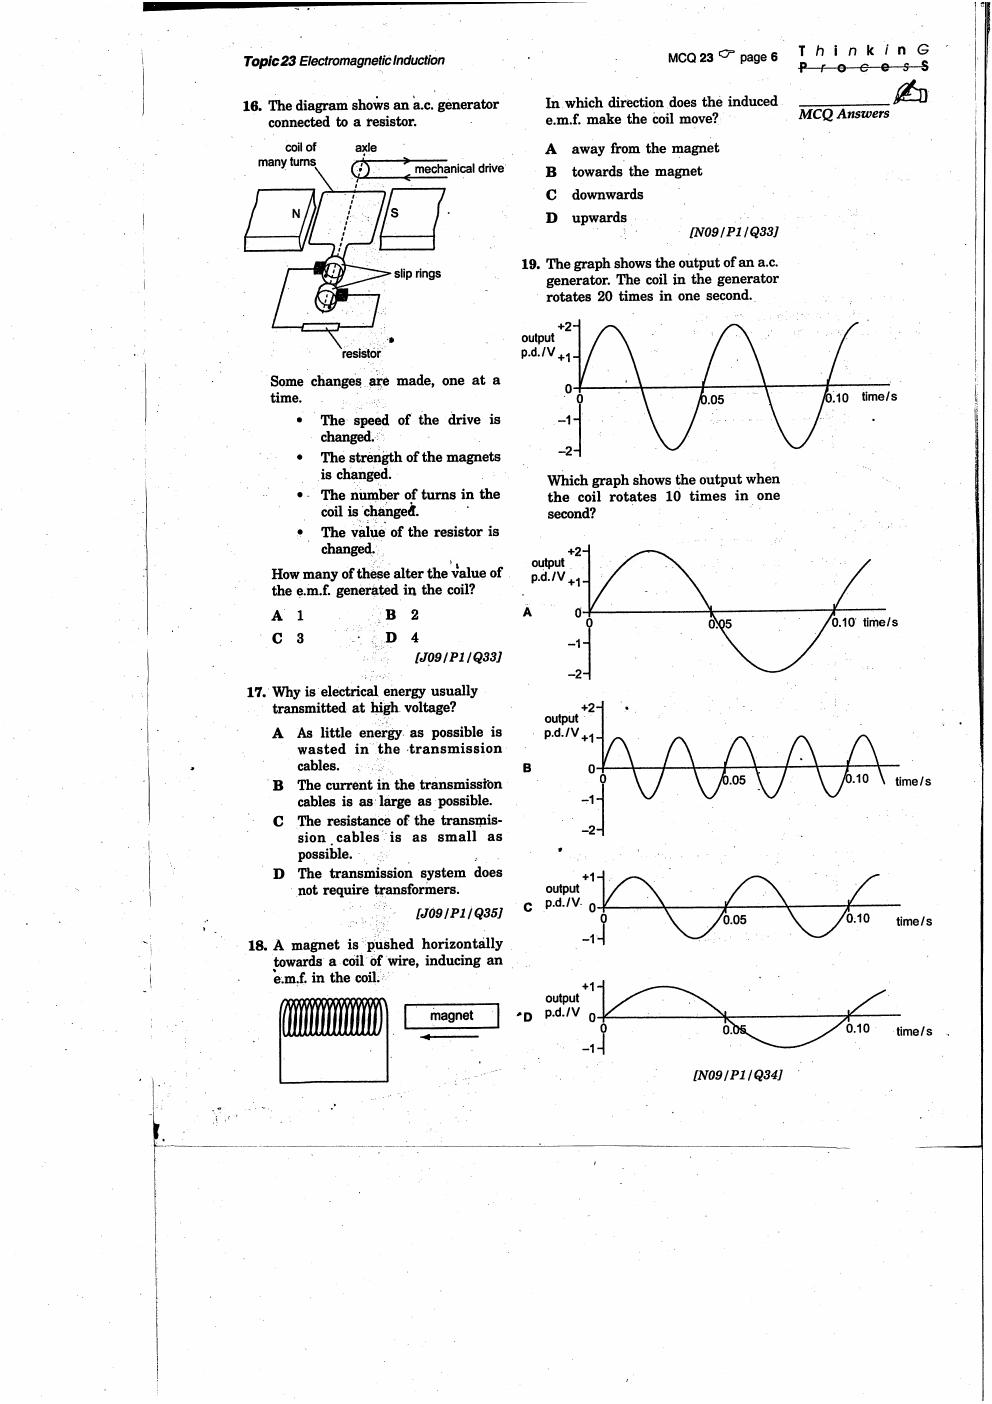 Topic 23 Electromagnetic Induction
MCQ 23 ☞ page 6
ThinkinG
ProcesS
MCQ Answers
16. The diagram shows an a.c. generator
connected to a resistor.
coil of
many turns
axle
mechanical drive
N
S
slip rings
resistor
Some changes are made, one at a
time.
• The speed of the drive is
changed.
• The strength of the magnets
is changed.
• The number of turns in the
coil is changed.
• The value of the resistor is
changed.
How many of these alter the value of
the e.m.f. generated in the coil?
A 1 B 2
C 3 D 4
[J09/P1/Q33]
17. Why is electrical energy usually
transmitted at high voltage?
A As little energy as possible is
wasted in the transmission
cables.
B The current in the transmission
cables is as large as possible.
C The resistance of the transmis-
sion cables is as small as
possible.
D The transmission system does
not require transformers.
[J09/P1/Q35]
18. A magnet is pushed horizontally
towards a coil of wire, inducing an
e.m.f. in the coil.
magnet
In which direction does the induced
e.m.f. make the coil move?
A away from the magnet
B towards the magnet
C downwards
D upwards
[N09/P1/Q33]
19. The graph shows the output of an a.c.
generator. The coil in the generator
rotates 20 times in one second.
+2
output
p.d./V +1
0
0 0.05 0.10 time/s
–1
–2
Which graph shows the output when
the coil rotates 10 times in one
second?
+2
output
p.d./V +1
A 0
0 0.05 0.10 time/s
–1
–2
+2
output
p.d./V +1
B 0
0 0.05 0.10 time/s
–1
–2
+1
output
C p.d./V 0
0 0.05 0.10 time/s
–1
+1
output
D p.d./V 0
0 0.05 0.10 time/s
–1
[N09/P1/Q34]